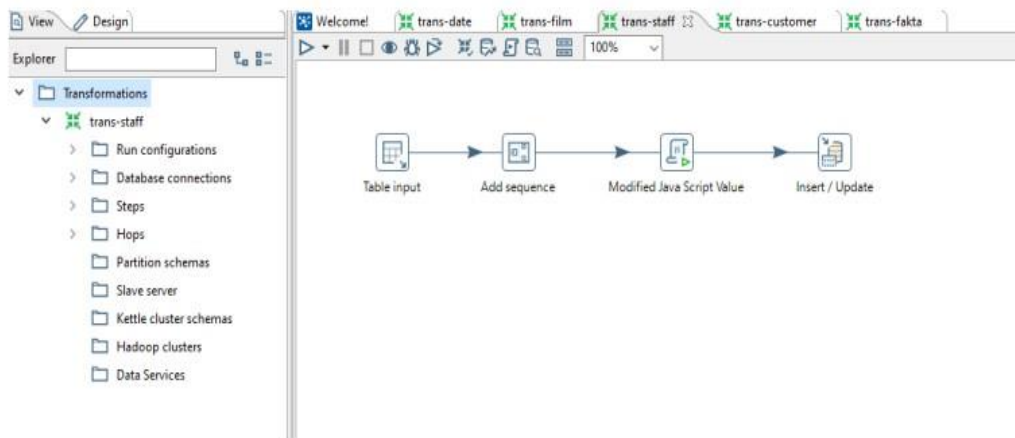 View Design
Welcome! trans-date trans-film trans-staff trans-customer trans-fakta
100%
Explorer
Transformations
trans-staff
Run configurations
Database connections
Steps
Hops
Partition schemas
Slave server
Kettle cluster schemas
Hadoop clusters
Data Services
Table input Add sequence Modified Java Script Value Insert / Update